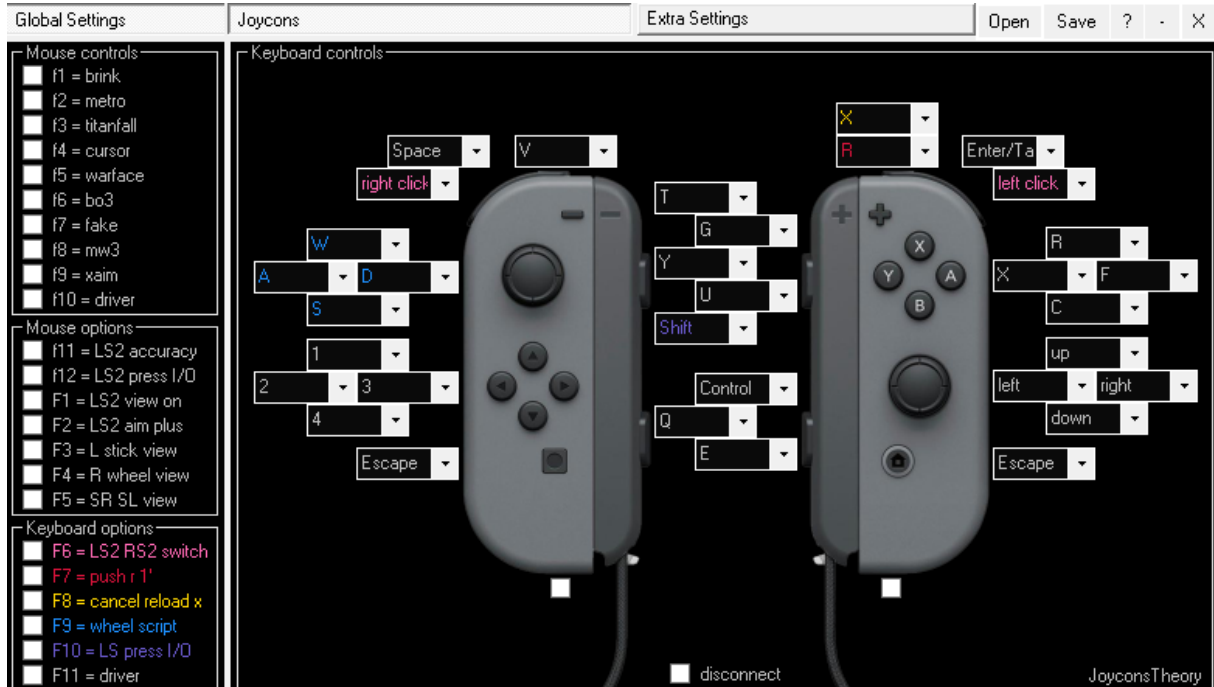 Global Settings
Joycons
Extra Settings
Open
Save
?
-
X
Mouse controls
f1 = brink
f2 = metro
f3 = titanfall
f4 = cursor
f5 = warface
f6 = bo3
f7 = fake
f8 = mw3
f9 = xaim
f10 = driver
Mouse options
f11 = LS2 accuracy
f12 = LS2 press I/O
F1 = LS2 view on
F2 = LS2 aim plus
F3 = L stick view
F4 = R wheel view
F5 = SR SL view
Keyboard options
F6 = LS2 RS2 switch
F7 = push r 1'
F8 = cancel reload x
F9 = wheel script
F10 = LS press I/O
F11 = driver
Keyboard controls
Space
V
right click
W
A
D
S
1
2
3
4
Escape
T
G
Y
U
Shift
Control
Q
E
X
R
Enter/Ta
left click
X
Y
A
B
R
X
F
C
up
left
right
down
Escape
disconnect
JoyconsTheory